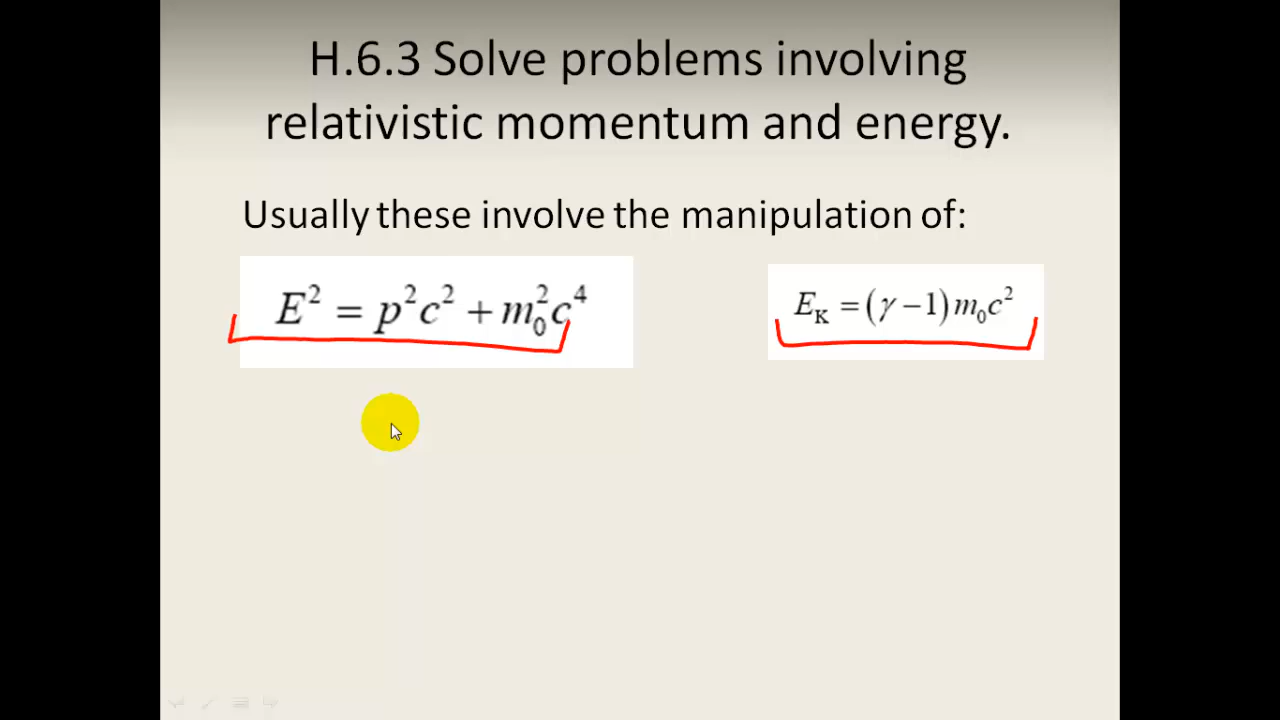 H.6.3 Solve problems involving
relativistic momentum and energy.
Usually these involve the manipulation of:
E² = p²c² + m₀²c⁴
E_K = (γ − 1) m₀c²